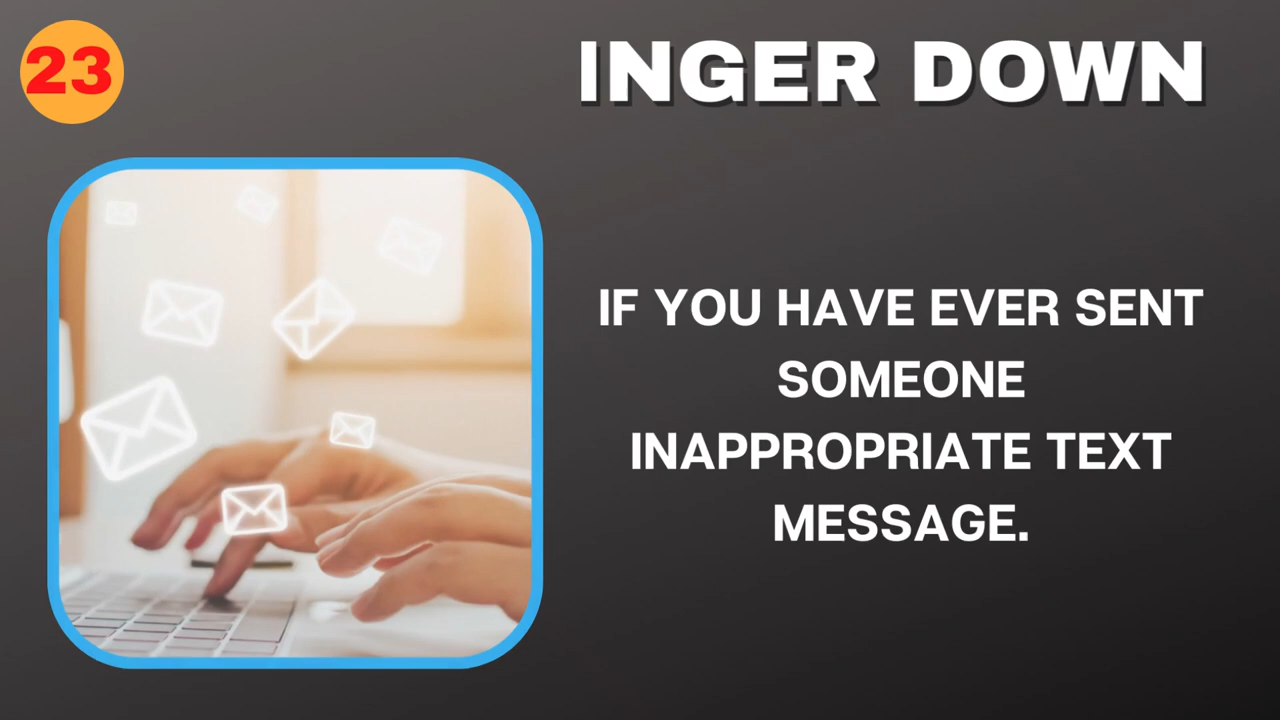 23
INGER DOWN
IF YOU HAVE EVER SENT
SOMEONE
INAPPROPRIATE TEXT
MESSAGE.